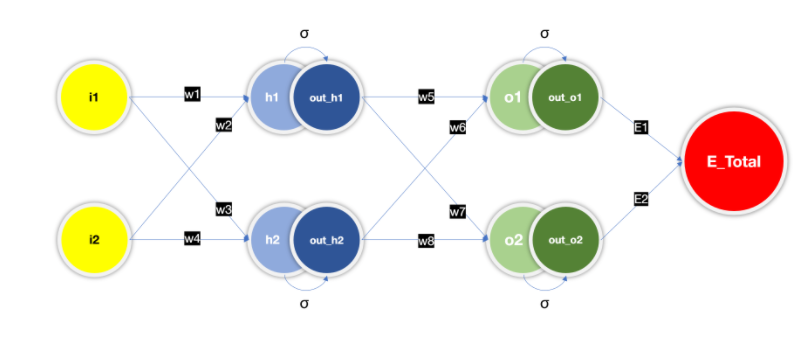 σ
σ
i1
w1
h1
out_h1
w5
o1
out_o1
w2
w6
E1
E_Total
w3
w7
E2
i2
w4
h2
out_h2
w8
o2
out_o2
σ
σ